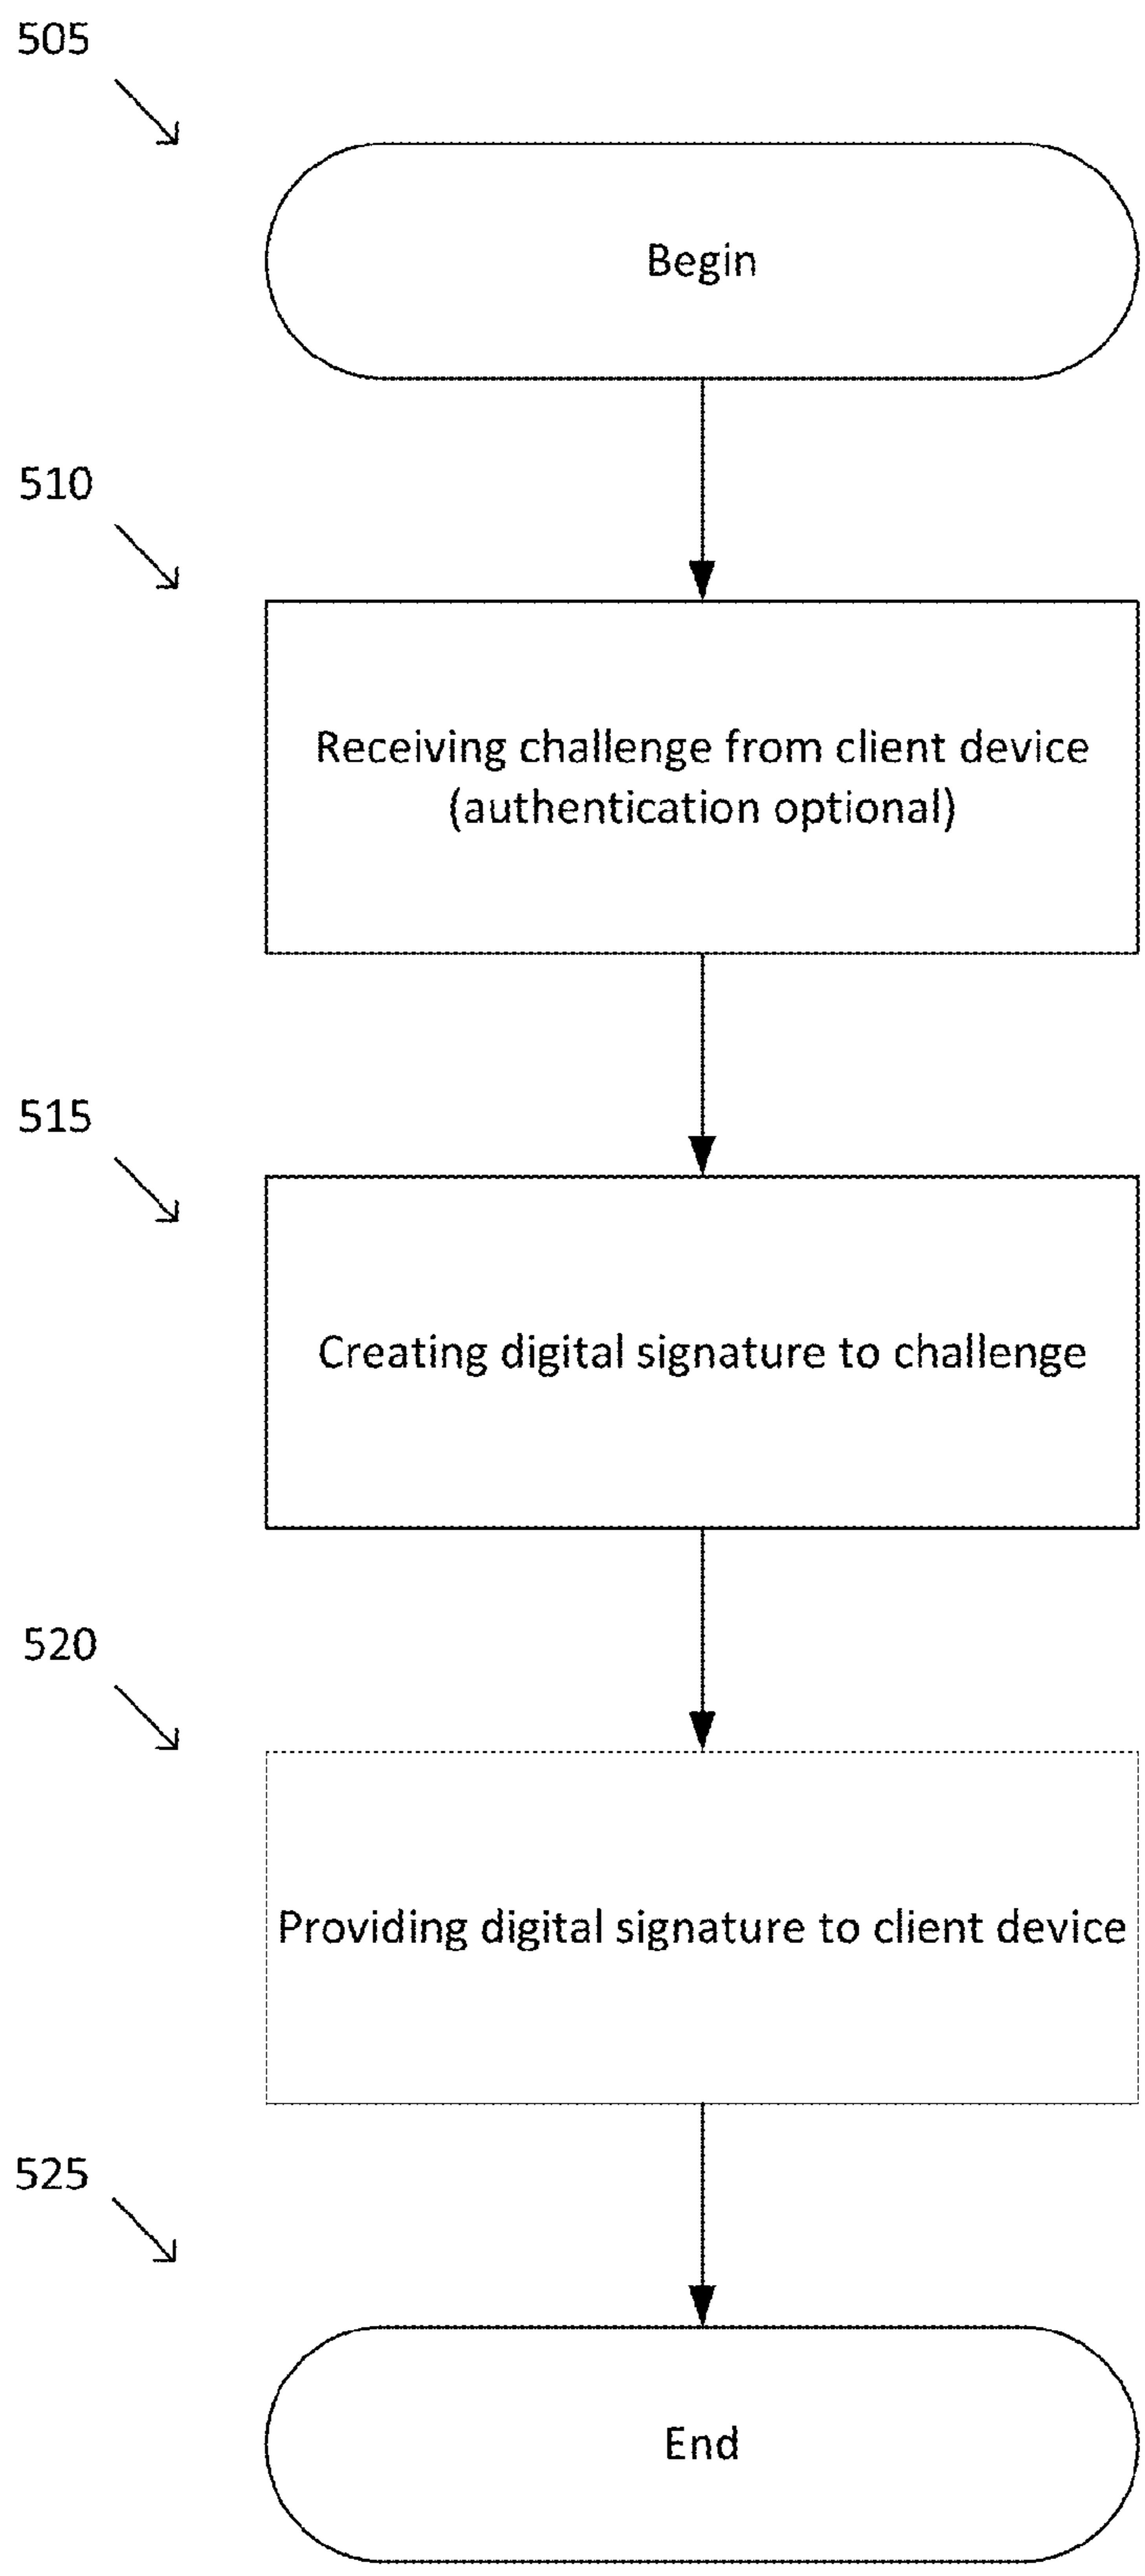 505
Begin
510
Receiving challenge from client device
(authentication optional)
515
Creating digital signature to challenge
520
Providing digital signature to client device
525
End